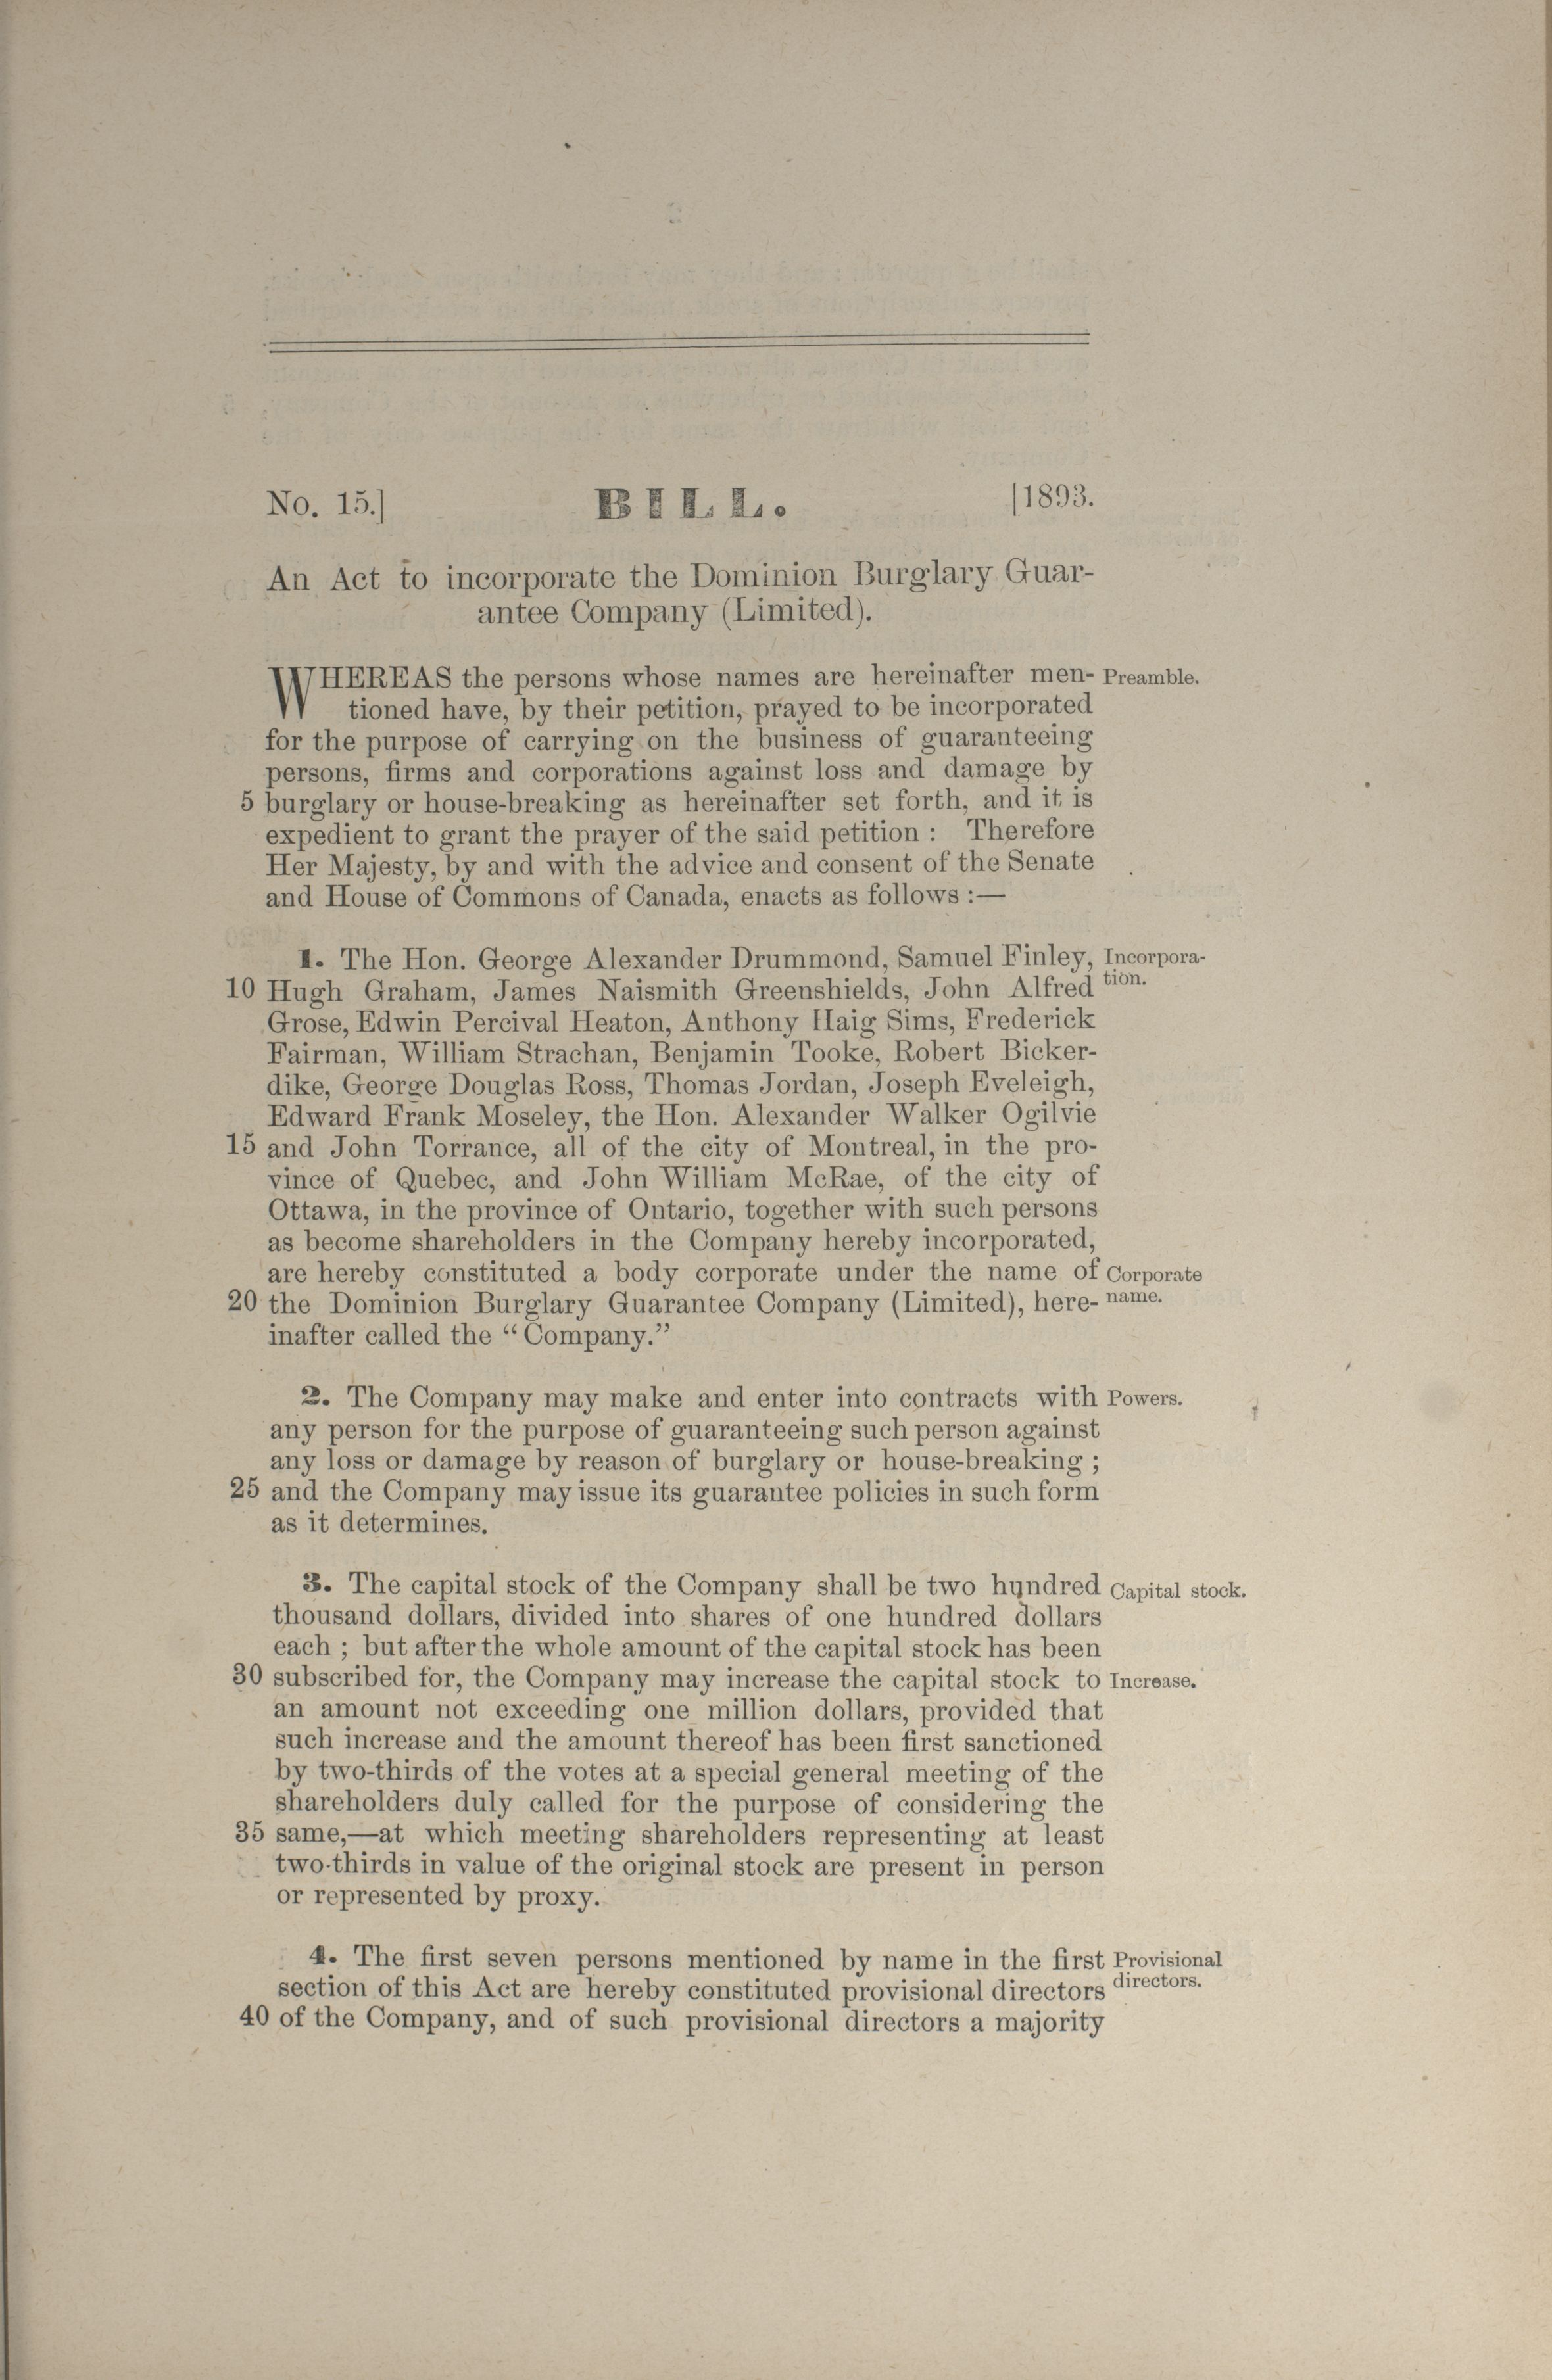 No. 15.] BILL. [1893.
An Act to incorporate the Dominion Burglary Guar-
antee Company (Limited).
WHEREAS the persons whose names are hereinafter men- Preamble.
tioned have, by their petition, prayed to be incorporated
for the purpose of carrying on the business of guaranteeing
persons, firms and corporations against loss and damage by
5 burglary or house-breaking as hereinafter set forth, and it is
expedient to grant the prayer of the said petition : Therefore
Her Majesty, by and with the advice and consent of the Senate
and House of Commons of Canada, enacts as follows :—
1. The Hon. George Alexander Drummond, Samuel Finley, Incorpora-
10 Hugh Graham, James Naismith Greenshields, John Alfred tion.
Grose, Edwin Percival Heaton, Anthony Haig Sims, Frederick
Fairman, William Strachan, Benjamin Tooke, Robert Bicker-
dike, George Douglas Ross, Thomas Jordan, Joseph Eveleigh,
Edward Frank Moseley, the Hon. Alexander Walker Ogilvie
15 and John Torrance, all of the city of Montreal, in the pro-
vince of Quebec, and John William McRae, of the city of
Ottawa, in the province of Ontario, together with such persons
as become shareholders in the Company hereby incorporated,
are hereby constituted a body corporate under the name of Corporate
20 the Dominion Burglary Guarantee Company (Limited), here- name.
inafter called the “ Company.”
2. The Company may make and enter into contracts with Powers.
any person for the purpose of guaranteeing such person against
any loss or damage by reason of burglary or house-breaking ;
25 and the Company may issue its guarantee policies in such form
as it determines.
3. The capital stock of the Company shall be two hundred Capital stock.
thousand dollars, divided into shares of one hundred dollars
each ; but after the whole amount of the capital stock has been
30 subscribed for, the Company may increase the capital stock to Increase.
an amount not exceeding one million dollars, provided that
such increase and the amount thereof has been first sanctioned
by two-thirds of the votes at a special general meeting of the
shareholders duly called for the purpose of considering the
35 same,—at which meeting shareholders representing at least
two-thirds in value of the original stock are present in person
or represented by proxy.
4. The first seven persons mentioned by name in the first Provisional
section of this Act are hereby constituted provisional directors directors.
40 of the Company, and of such provisional directors a majority